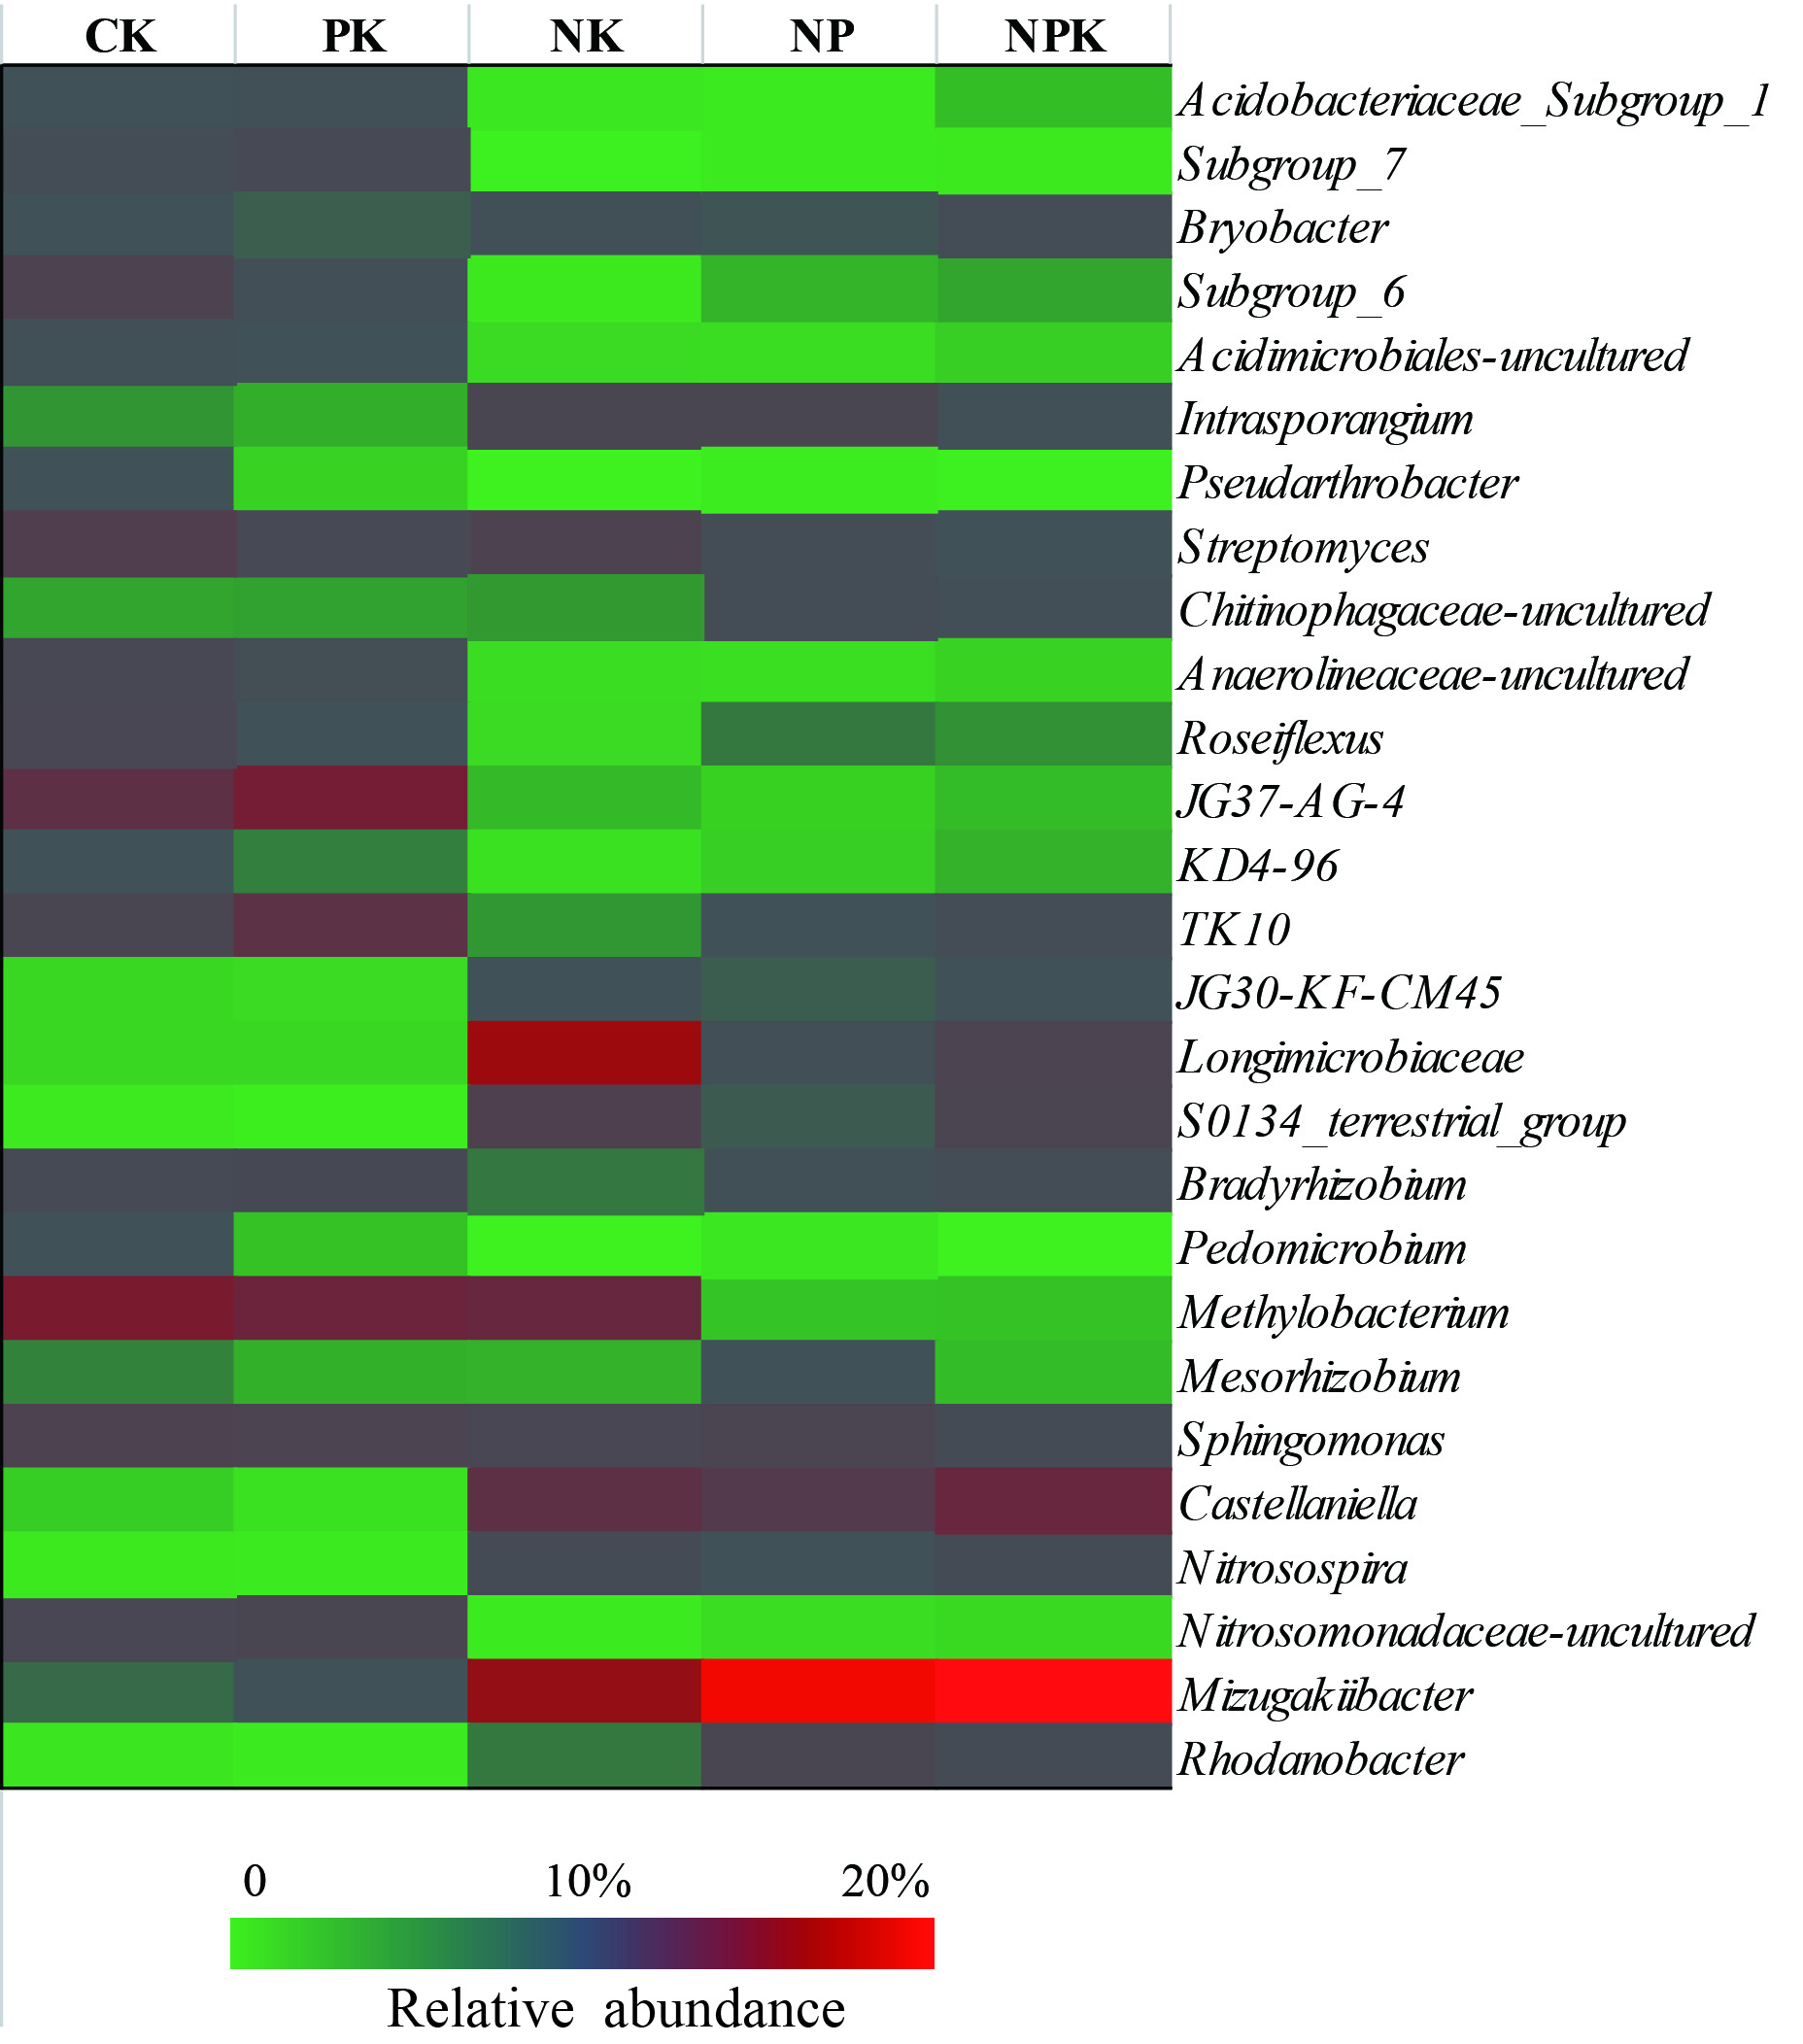 CK PK NK NP NPK
Acidobacteriaceae_Subgroup_1
Subgroup_7
Bryobacter
Subgroup_6
Acidimicrobiales-uncultured
Intrasporangium
Pseudarthrobacter
Streptomyces
Chitinophagaceae-uncultured
Anaerolineaceae-uncultured
Roseiflexus
JG37-AG-4
KD4-96
TK10
JG30-KF-CM45
Longimicrobiaceae
S0134_terrestrial_group
Bradyrhizobium
Pedomicrobium
Methylobacterium
Mesorhizobium
Sphingomonas
Castellaniella
Nitrosospira
Nitrosomonadaceae-uncultured
Mizugakiibacter
Rhodanobacter
0 10% 20%
Relative abundance